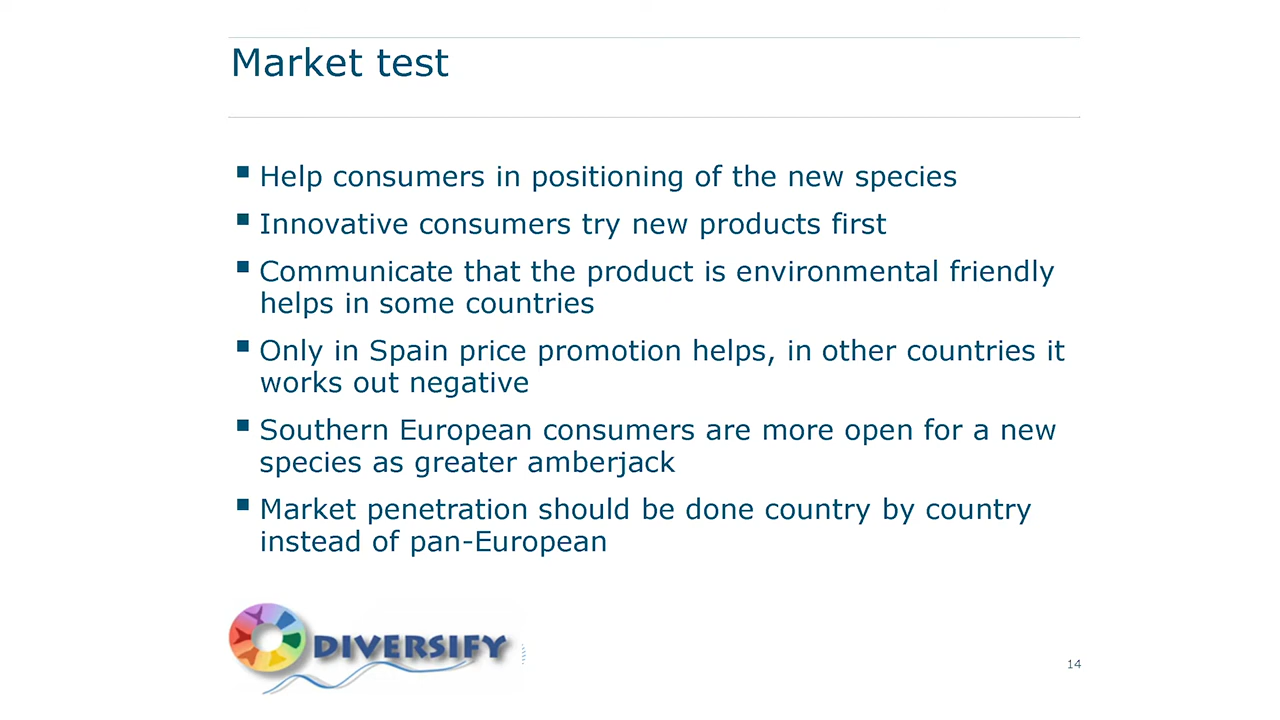 Market test
▪ Help consumers in positioning of the new species
▪ Innovative consumers try new products first
▪ Communicate that the product is environmental friendly
helps in some countries
▪ Only in Spain price promotion helps, in other countries it
works out negative
▪ Southern European consumers are more open for a new
species as greater amberjack
▪ Market penetration should be done country by country
instead of pan-European
DIVERSIFY
14